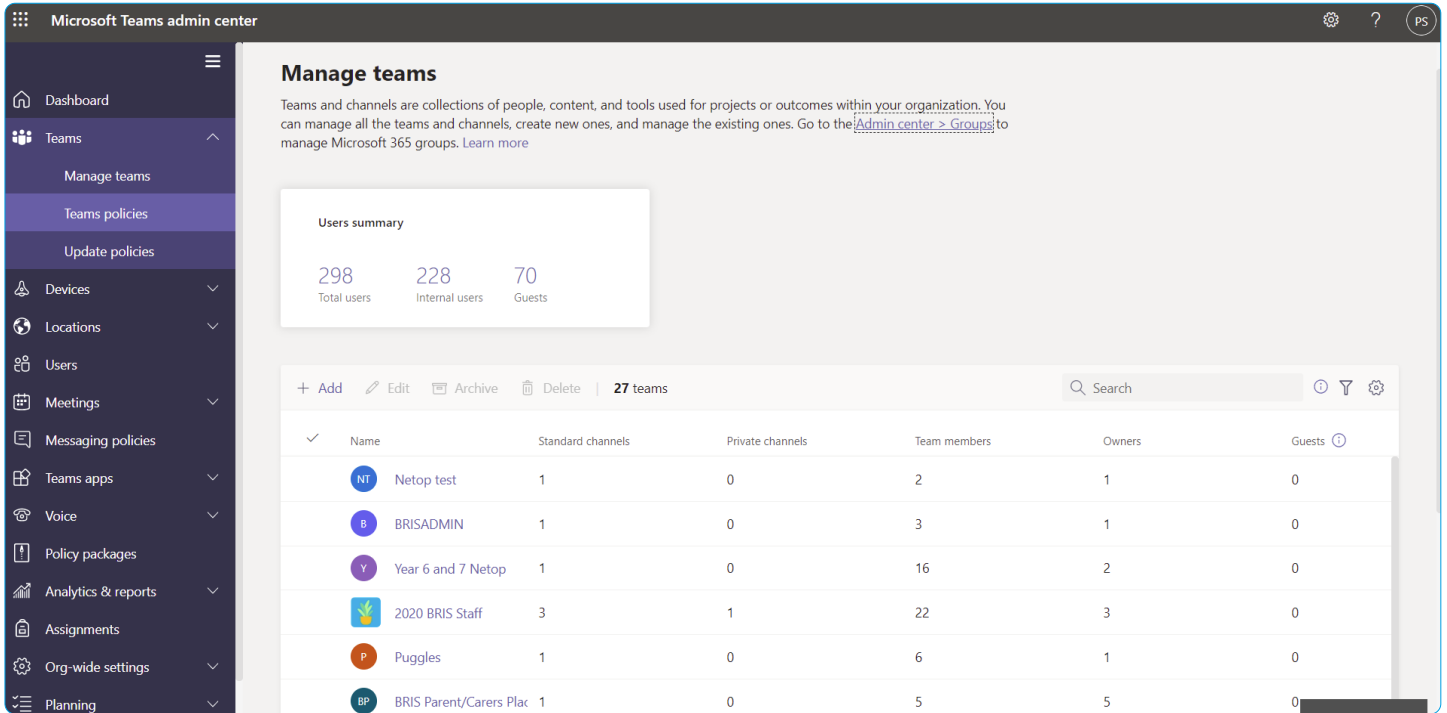 Microsoft Teams admin center
?
PS
Dashboard
Teams
Manage teams
Teams policies
Update policies
Devices
Locations
Users
Meetings
Messaging policies
Teams apps
Voice
Policy packages
Analytics & reports
Assignments
Org-wide settings
Planning
Manage teams
Teams and channels are collections of people, content, and tools used for projects or outcomes within your organization. You
can manage all the teams and channels, create new ones, and manage the existing ones. Go to the Admin center > Groups to
manage Microsoft 365 groups. Learn more
Users summary
298 228 70
Total users Internal users Guests
+ Add Edit Archive Delete | 27 teams Search
Name Standard channels Private channels Team members Owners Guests
NT Netop test 1 0 2 1 0
B BRISADMIN 1 0 3 1 0
Y Year 6 and 7 Netop 1 0 16 2 0
2020 BRIS Staff 3 1 22 3 0
P Puggles 1 0 6 1 0
BP BRIS Parent/Carers Plac 1 0 5 5 0